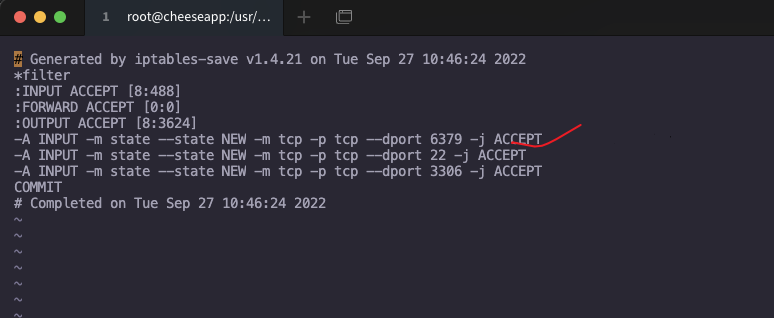 1 root@cheeseapp:/usr/...
# Generated by iptables-save v1.4.21 on Tue Sep 27 10:46:24 2022
*filter
:INPUT ACCEPT [8:488]
:FORWARD ACCEPT [0:0]
:OUTPUT ACCEPT [8:3624]
-A INPUT -m state --state NEW -m tcp -p tcp --dport 6379 -j ACCEPT
-A INPUT -m state --state NEW -m tcp -p tcp --dport 22 -j ACCEPT
-A INPUT -m state --state NEW -m tcp -p tcp --dport 3306 -j ACCEPT
COMMIT
# Completed on Tue Sep 27 10:46:24 2022
~
~
~
~
~
~
~